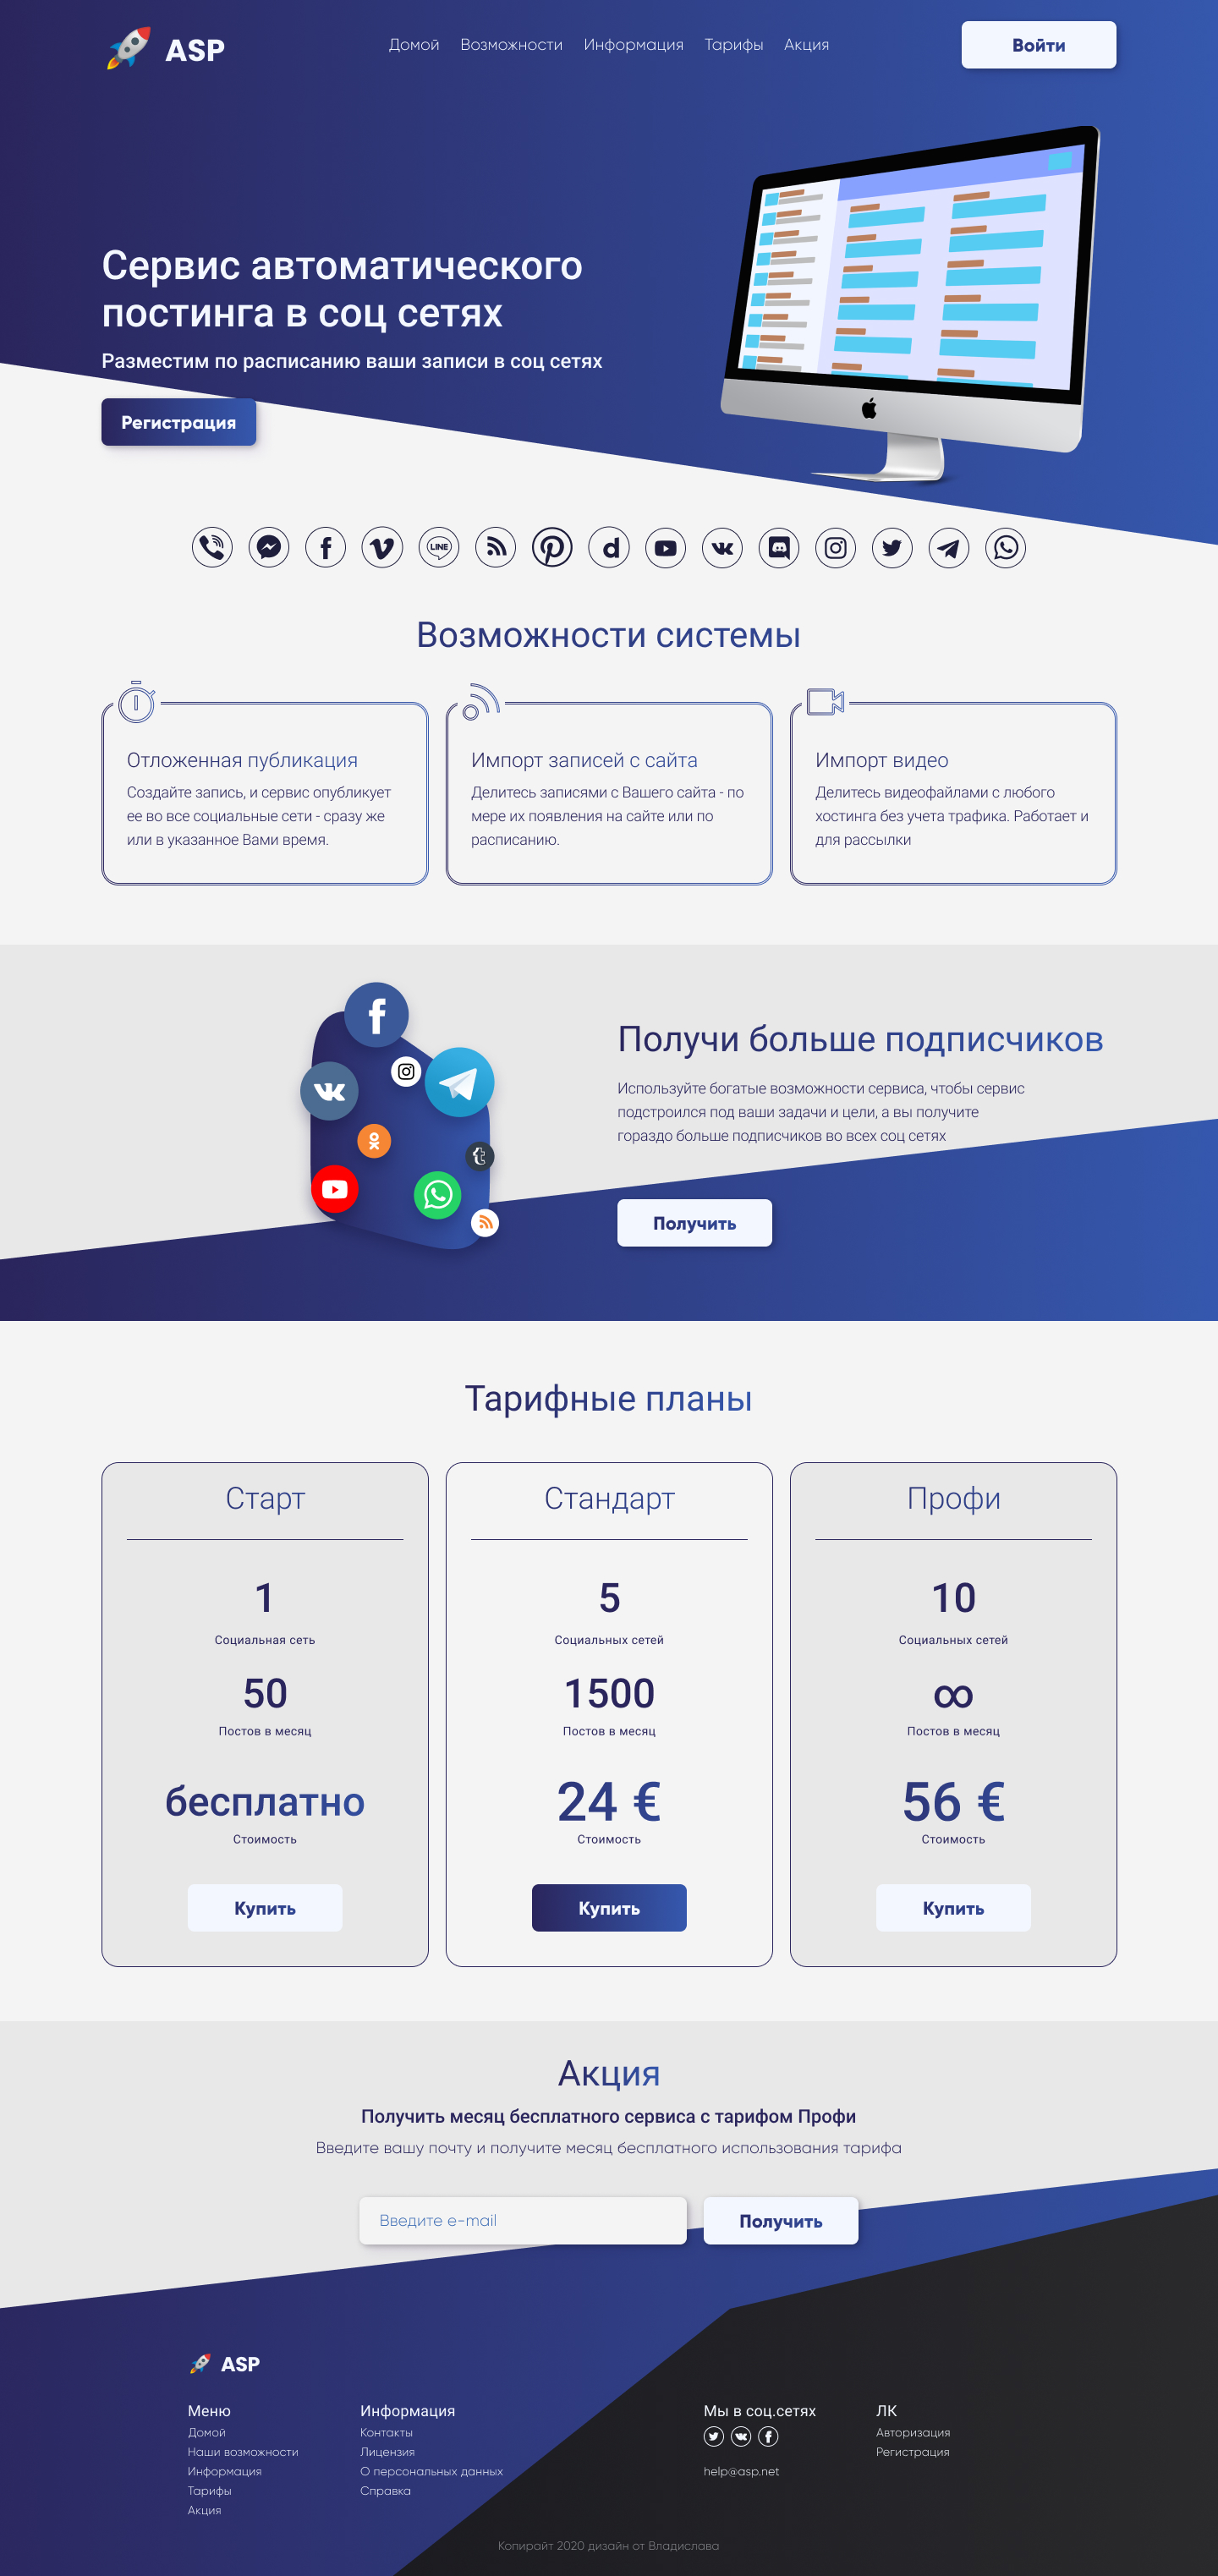 ASP
Домой Возможности Информация Тарифы Акция
Войти
Сервис автоматического
постинга в соц сетях
Разместим по расписанию ваши записи в соц сетях
Регистрация
LINE
Возможности системы
Отложенная публикация
Создайте запись, и сервис опубликует
ее во все социальные сети - сразу же
или в указанное Вами время.
Импорт записей с сайта
Делитесь записями с Вашего сайта - по
мере их появления на сайте или по
расписанию.
Импорт видео
Делитесь видеофайлами с любого
хостинга без учета трафика. Работает и
для рассылки
Получи больше подписчиков
Используйте богатые возможности сервиса, чтобы сервис
подстроился под ваши задачи и цели, а вы получите
гораздо больше подписчиков во всех соц сетях
Получить
Тарифные планы
Старт
1
Социальная сеть
50
Постов в месяц
бесплатно
Стоимость
Купить
Стандарт
5
Социальных сетей
1500
Постов в месяц
24 €
Стоимость
Купить
Профи
10
Социальных сетей
∞
Постов в месяц
56 €
Стоимость
Купить
Акция
Получить месяц бесплатного сервиса с тарифом Профи
Введите вашу почту и получите месяц бесплатного использования тарифа
Введите e-mail
Получить
ASP
Меню
Домой
Наши возможности
Информация
Тарифы
Акция
Информация
Контакты
Лицензия
О персональных данных
Справка
Мы в соц.сетях
help@asp.net
ЛК
Авторизация
Регистрация
Копирайт 2020 дизайн от Владислава